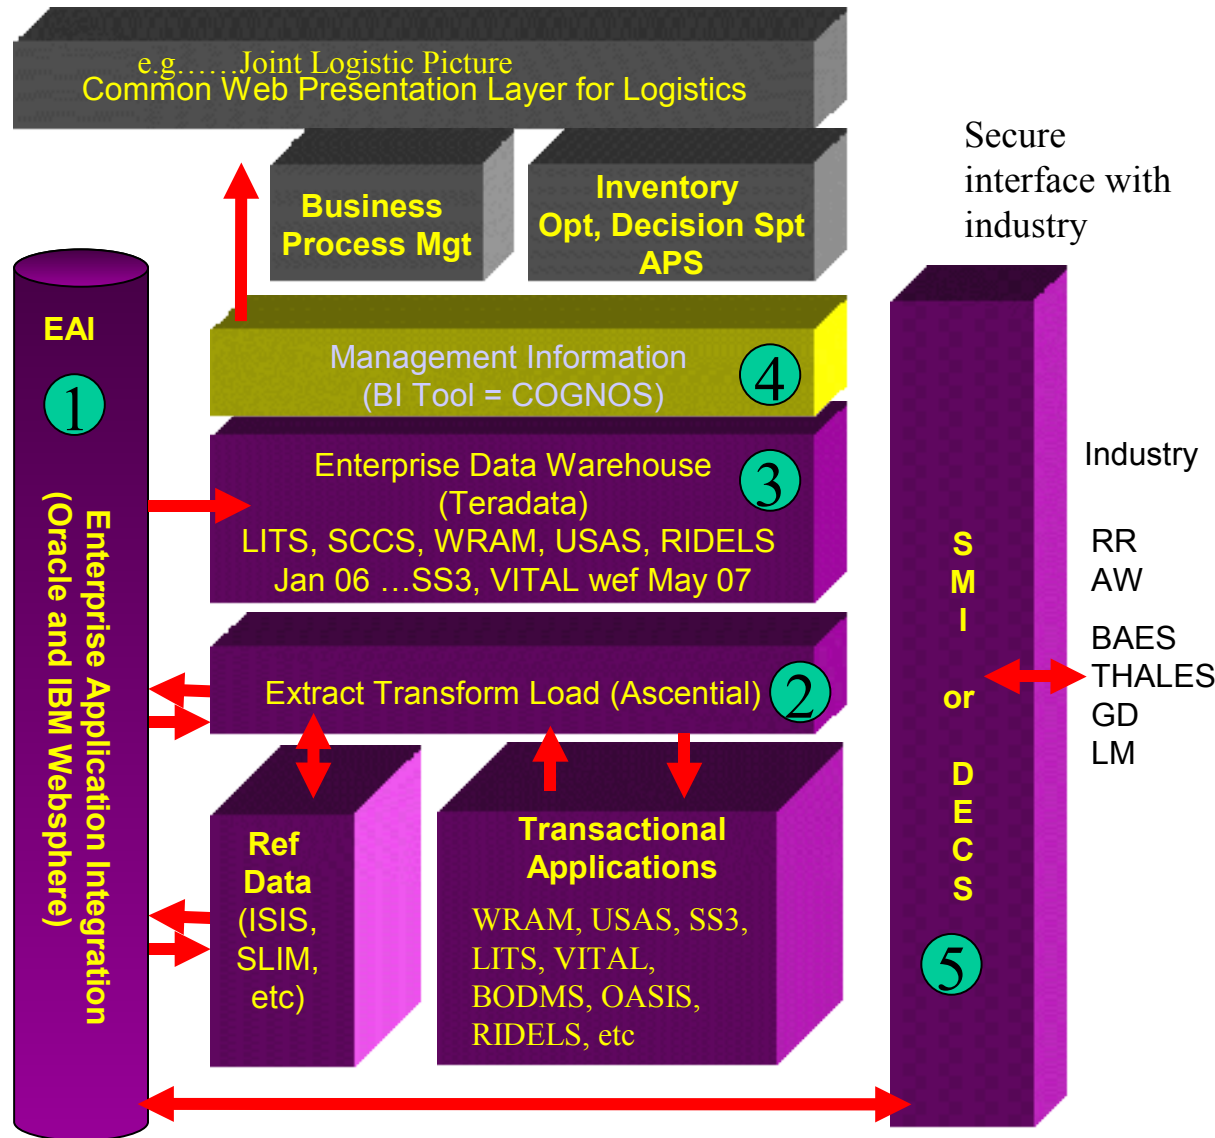 e.g......Joint Logistic Picture
Common Web Presentation Layer for Logistics
Secure
interface with
industry
Business
Process Mgt
Inventory
Opt, Decision Spt
APS
EAI
1
Enterprise Application Integration
(Oracle and IBM Websphere)
Management Information
(BI Tool = COGNOS)
4
Enterprise Data Warehouse
(Teradata)
LITS, SCCS, WRAM, USAS, RIDELS
Jan 06 ...SS3, VITAL wef May 07
3
Extract Transform Load (Ascential)
2
Ref
Data
(ISIS,
SLIM,
etc)
Transactional
Applications
WRAM, USAS, SS3,
LITS, VITAL,
BODMS, OASIS,
RIDELS, etc
S
M
I
or
D
E
C
S
5
Industry
RR
AW
BAES
THALES
GD
LM